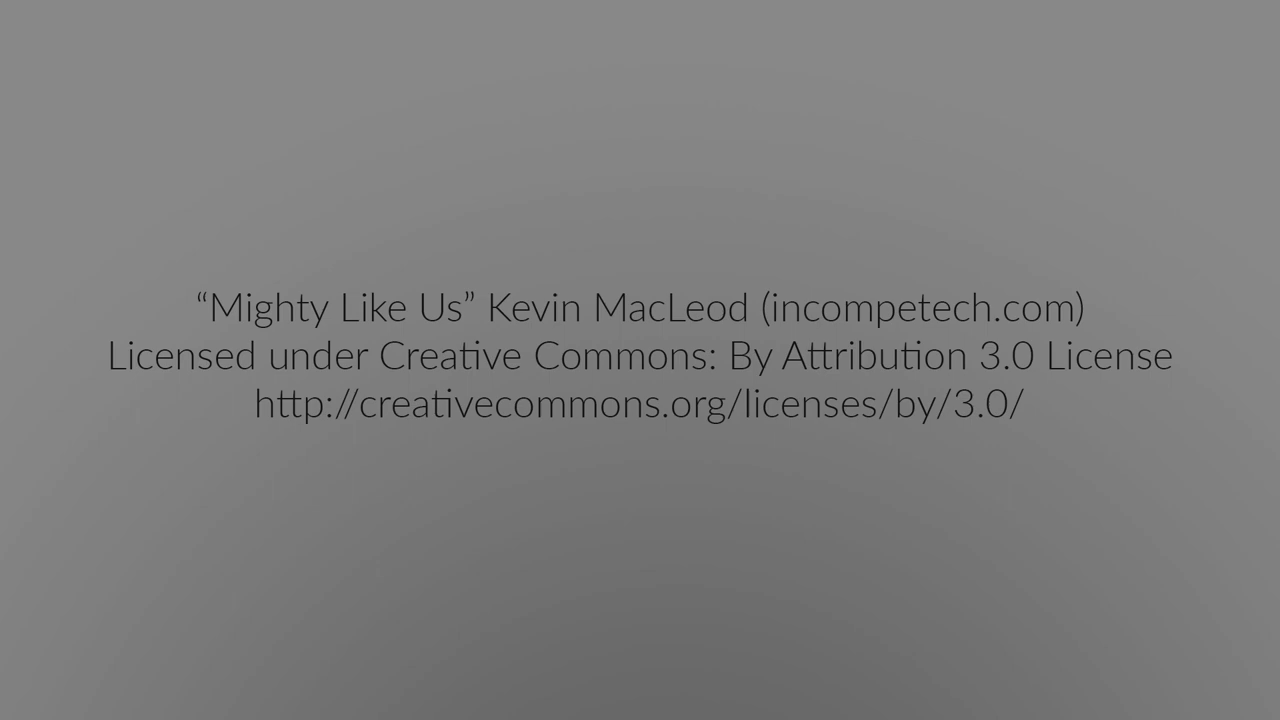 “Mighty Like Us” Kevin MacLeod (incompetech.com)
Licensed under Creative Commons: By Attribution 3.0 License
http://creativecommons.org/licenses/by/3.0/